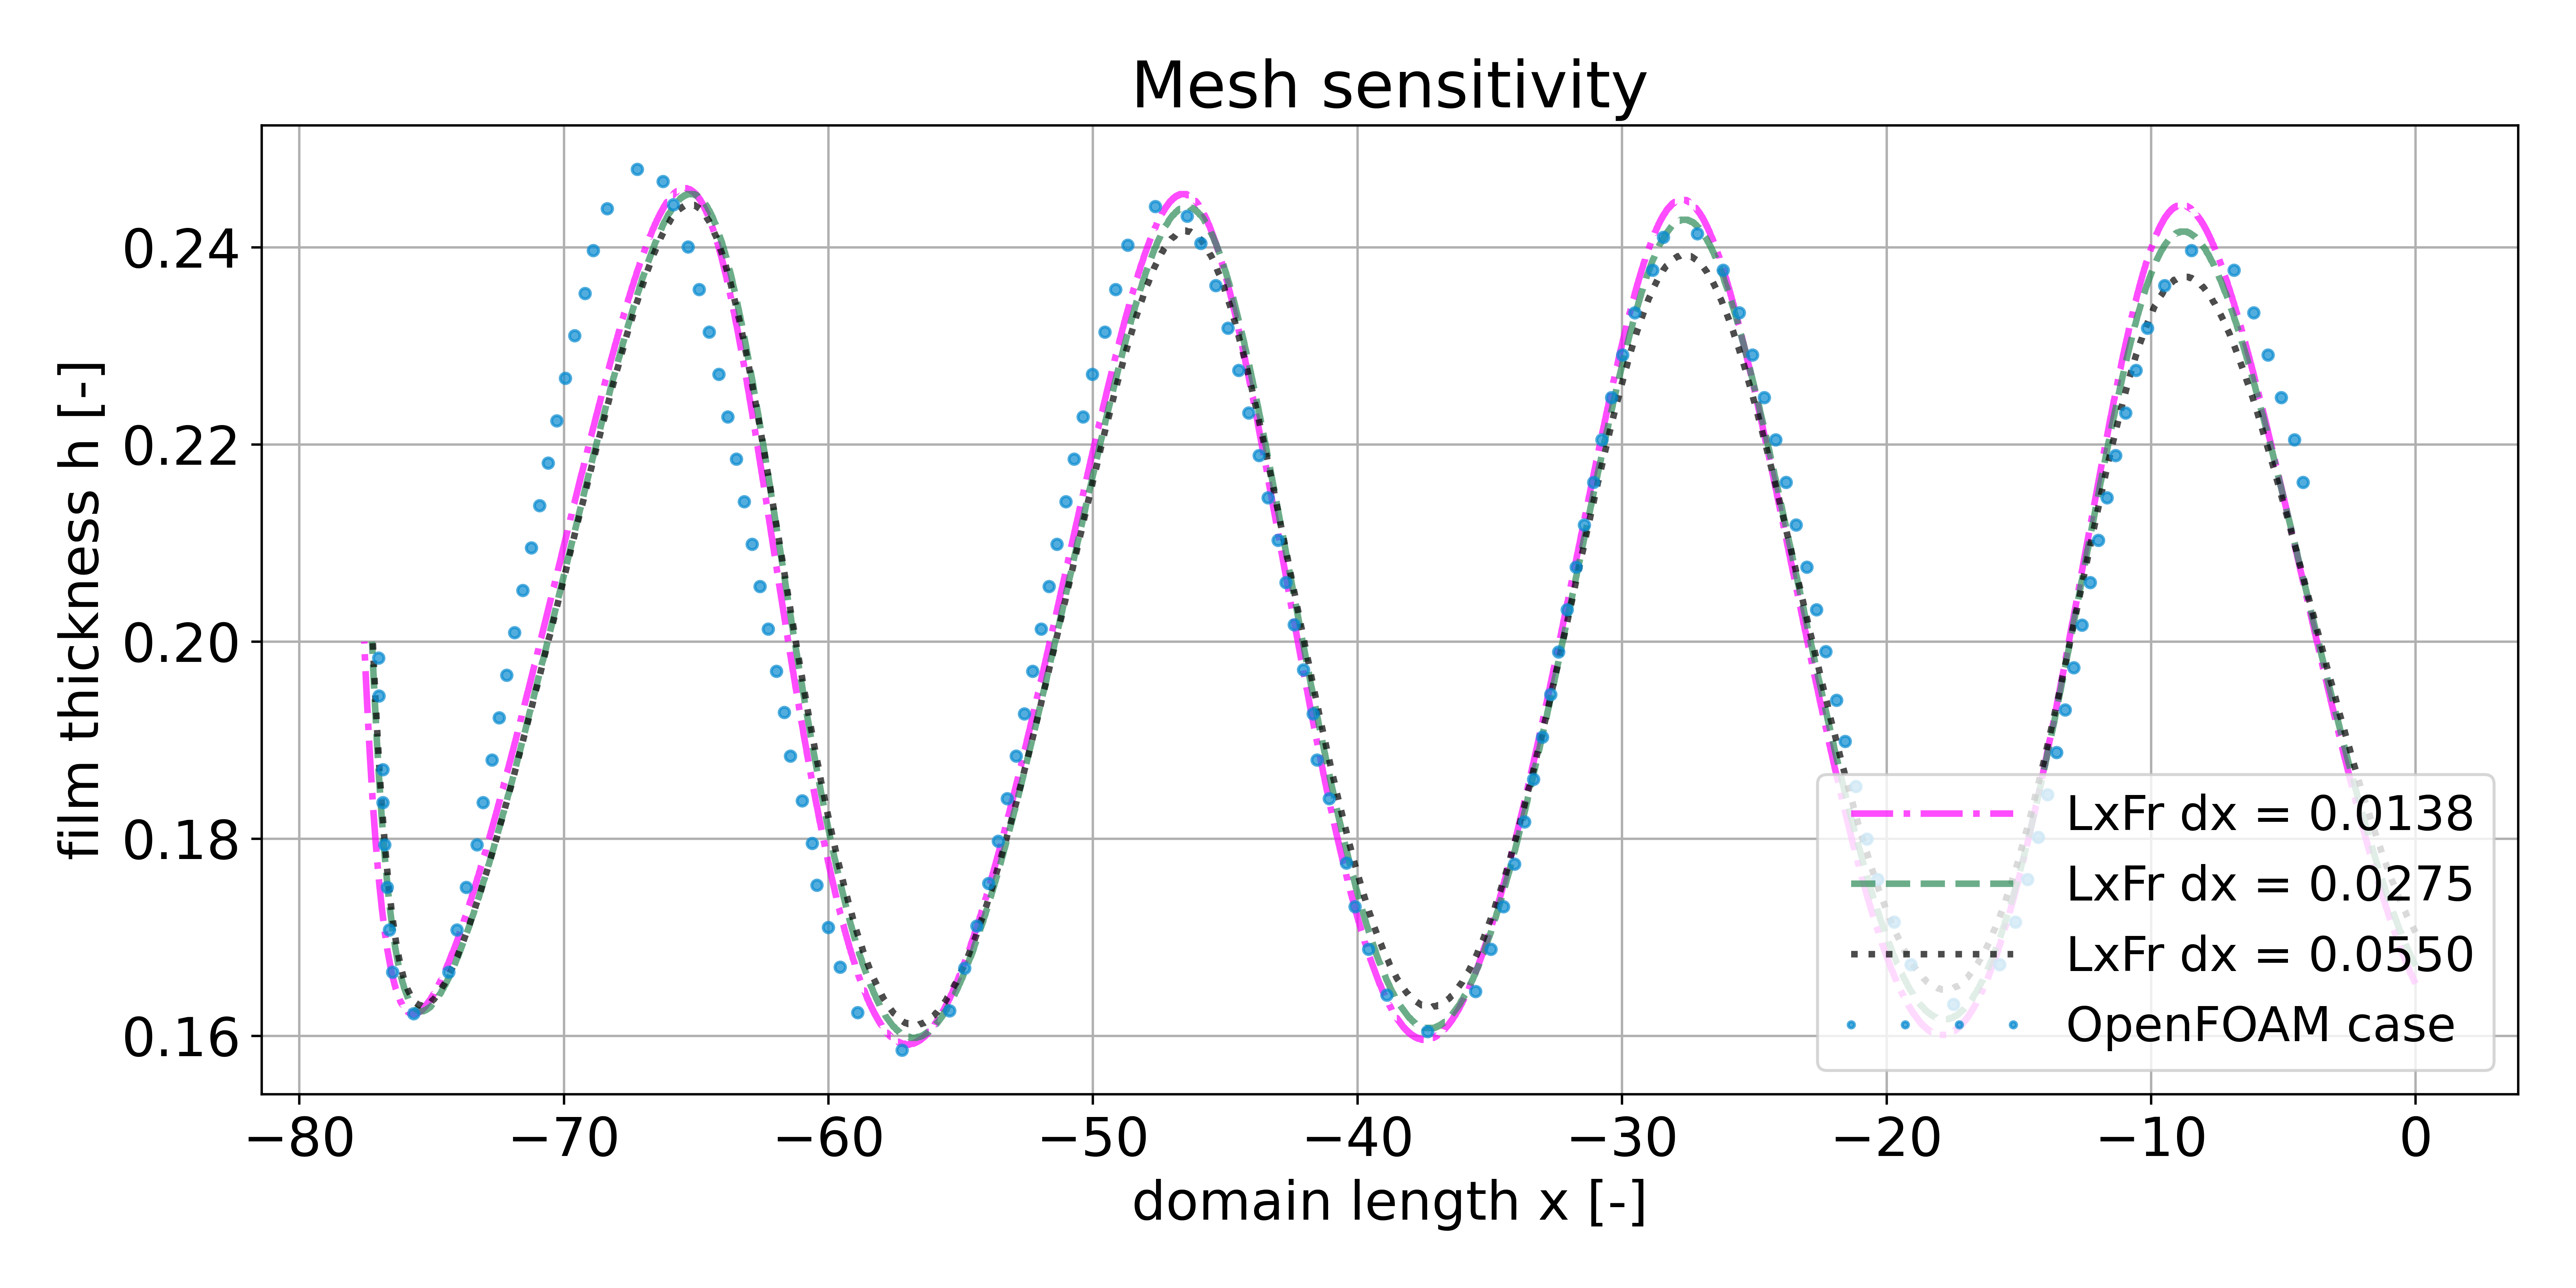 Mesh sensitivity
film thickness h [-]
0.24
0.22
0.20
0.18
0.16
−80 −70 −60 −50 −40 −30 −20 −10 0
domain length x [-]
LxFr dx = 0.0138
LxFr dx = 0.0275
LxFr dx = 0.0550
OpenFOAM case